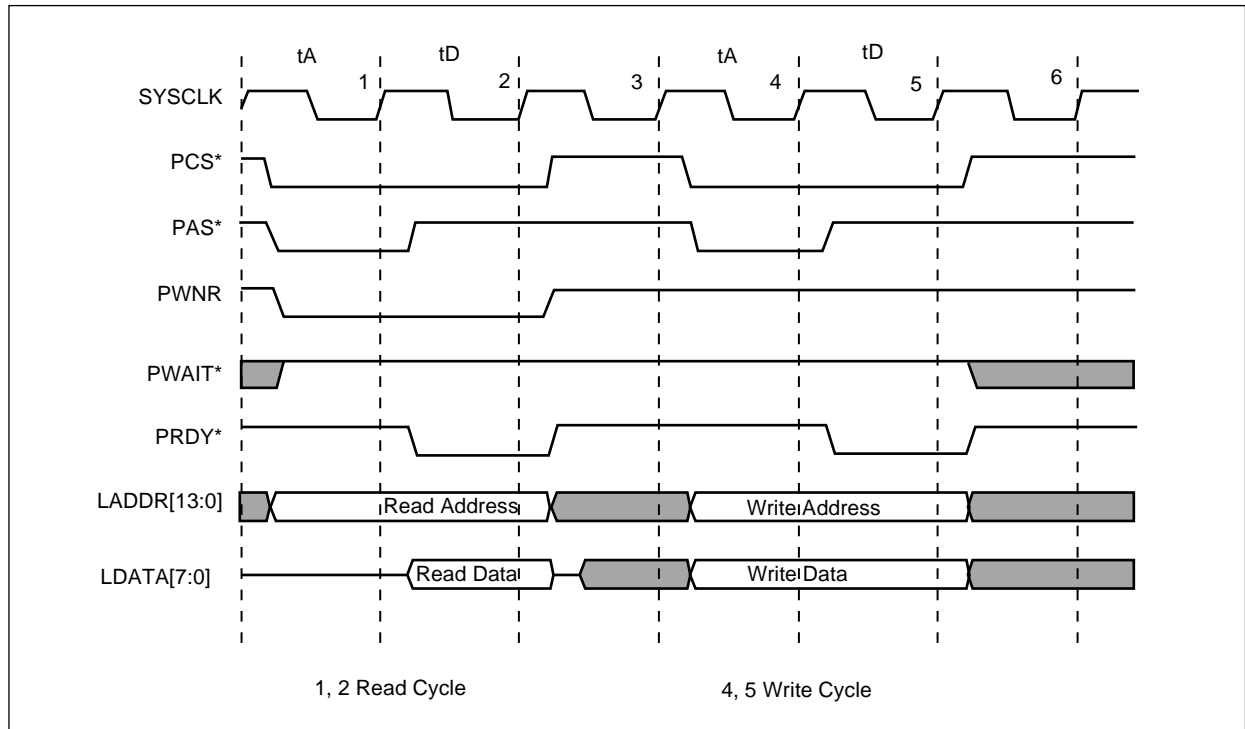 tA tD tA tD
1 2 3 4 5 6
SYSCLK
PCS*
PAS*
PWNR
PWAIT*
PRDY*
LADDR[13:0] Read Address Write Address
LDATA[7:0] Read Data Write Data
1, 2 Read Cycle 4, 5 Write Cycle